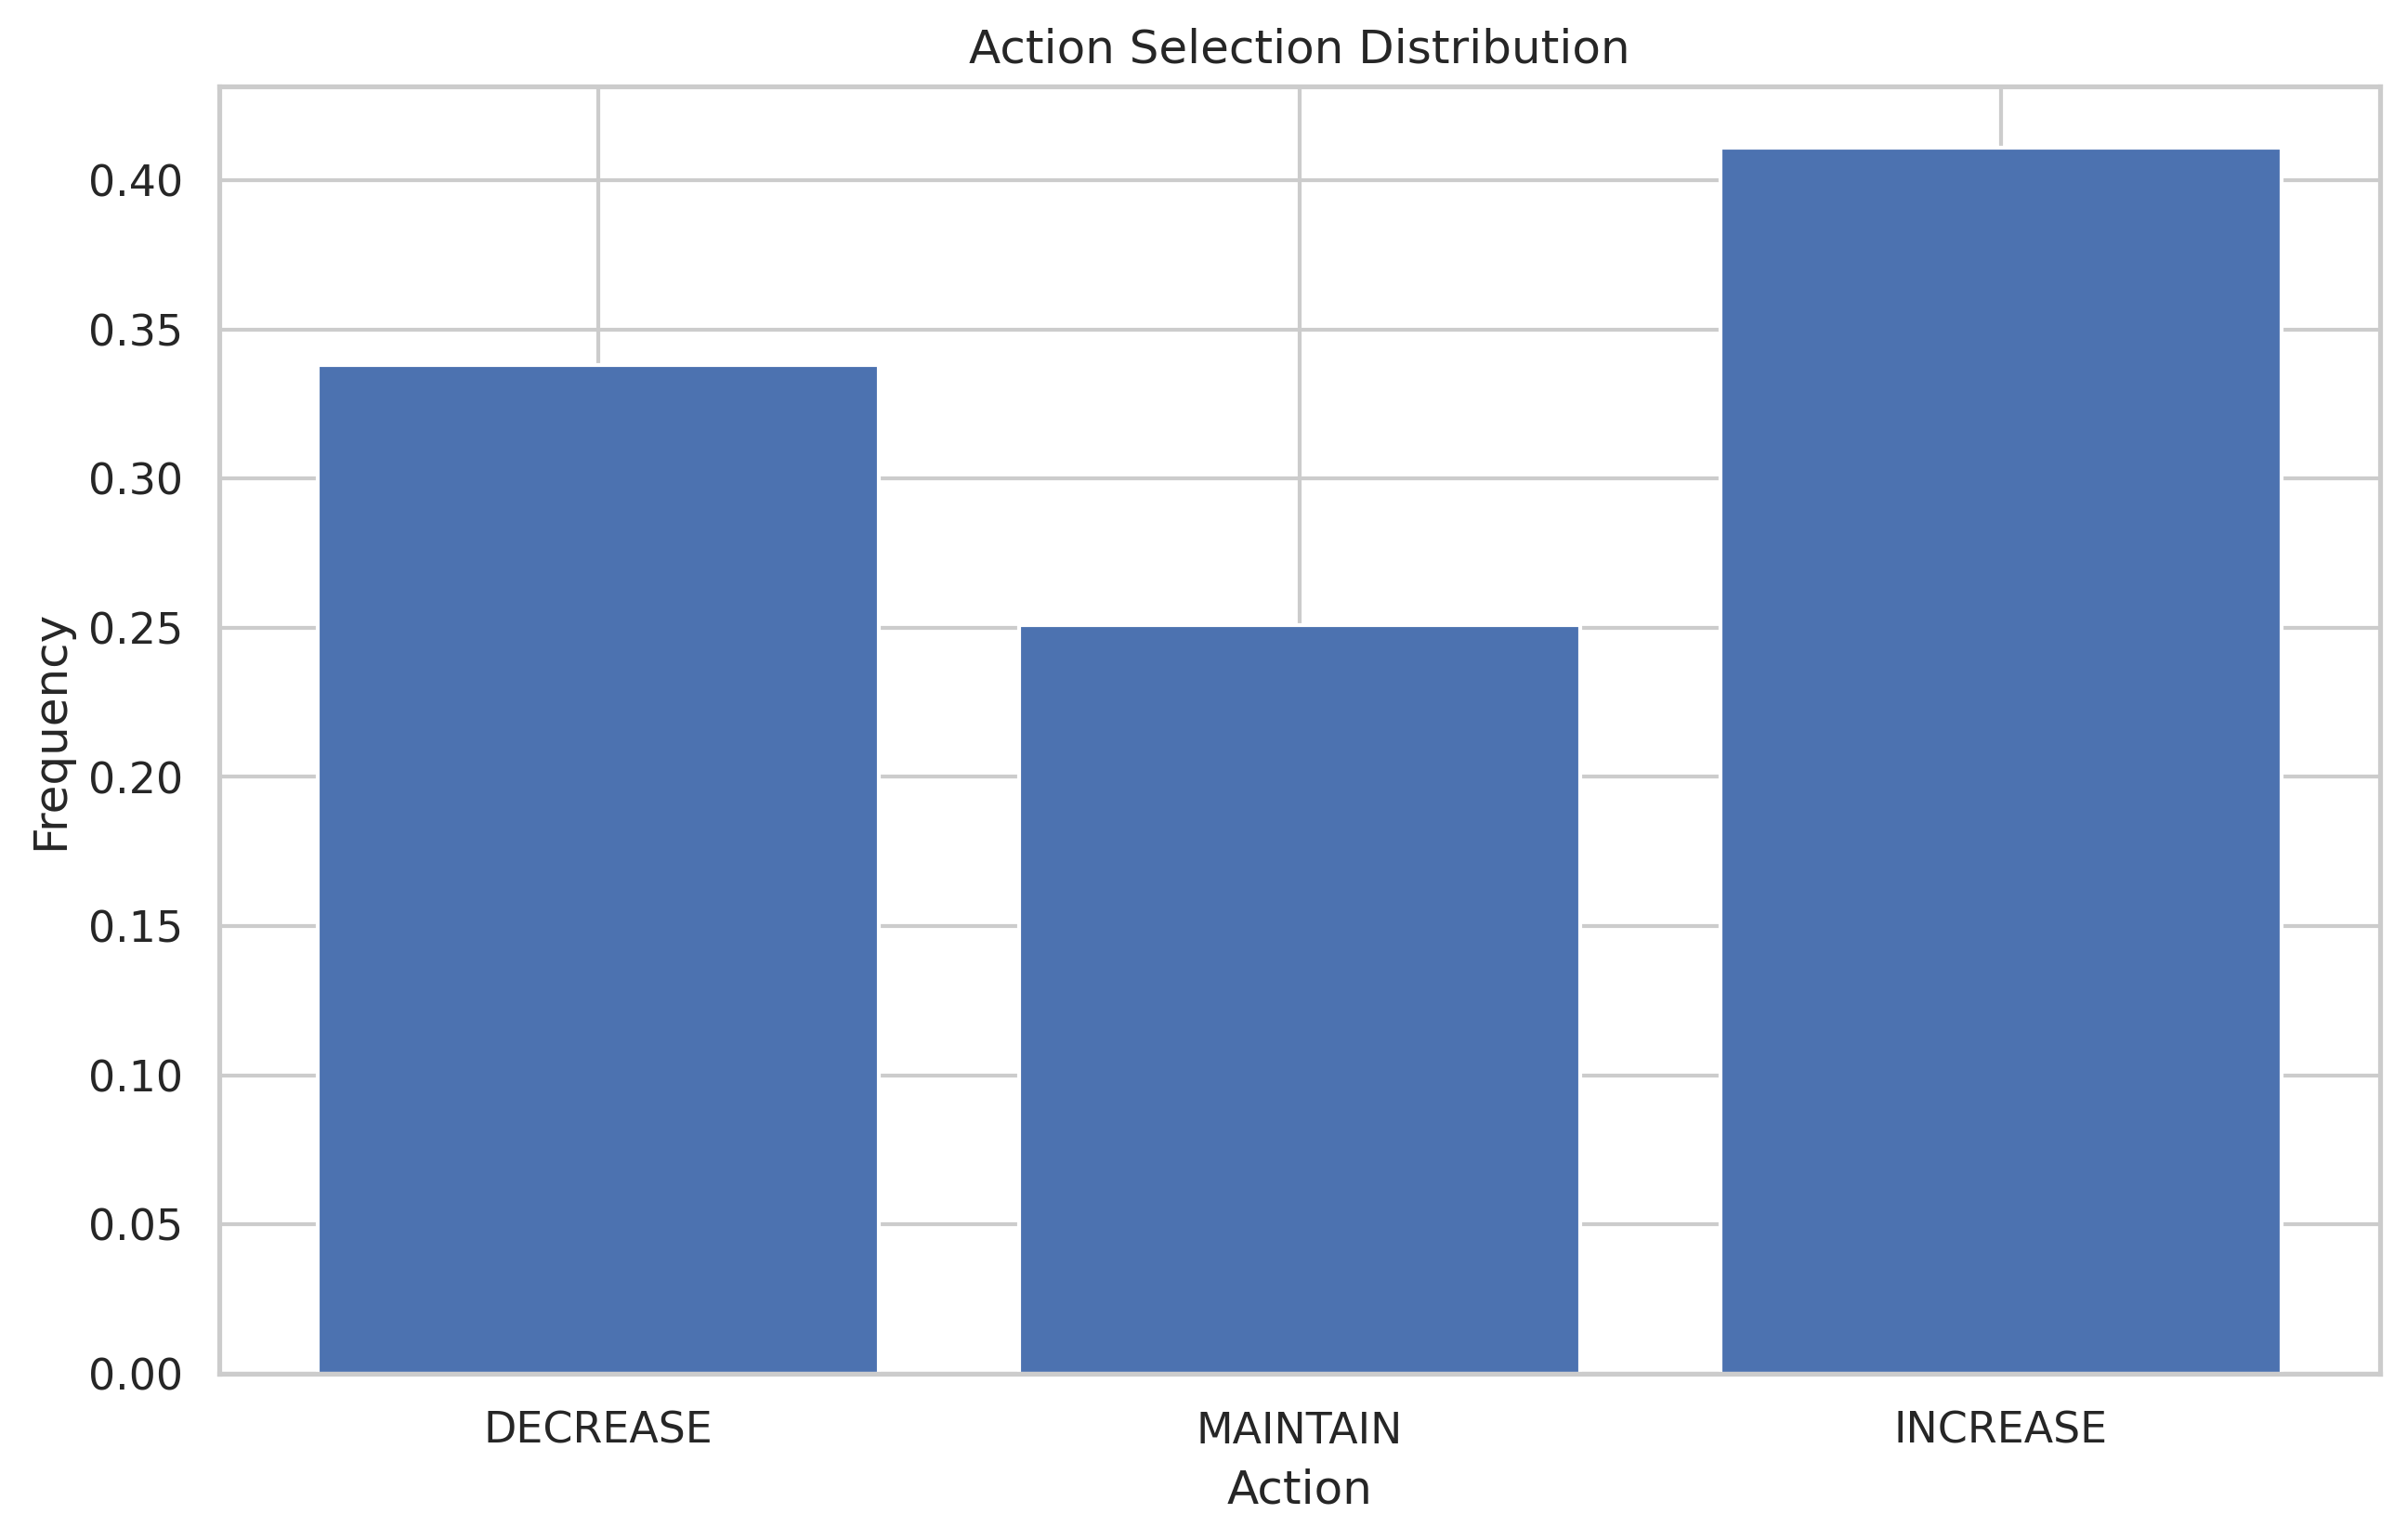 Action Selection Distribution
Frequency
0.40
0.35
0.30
0.25
0.20
0.15
0.10
0.05
0.00
DECREASE MAINTAIN INCREASE
Action